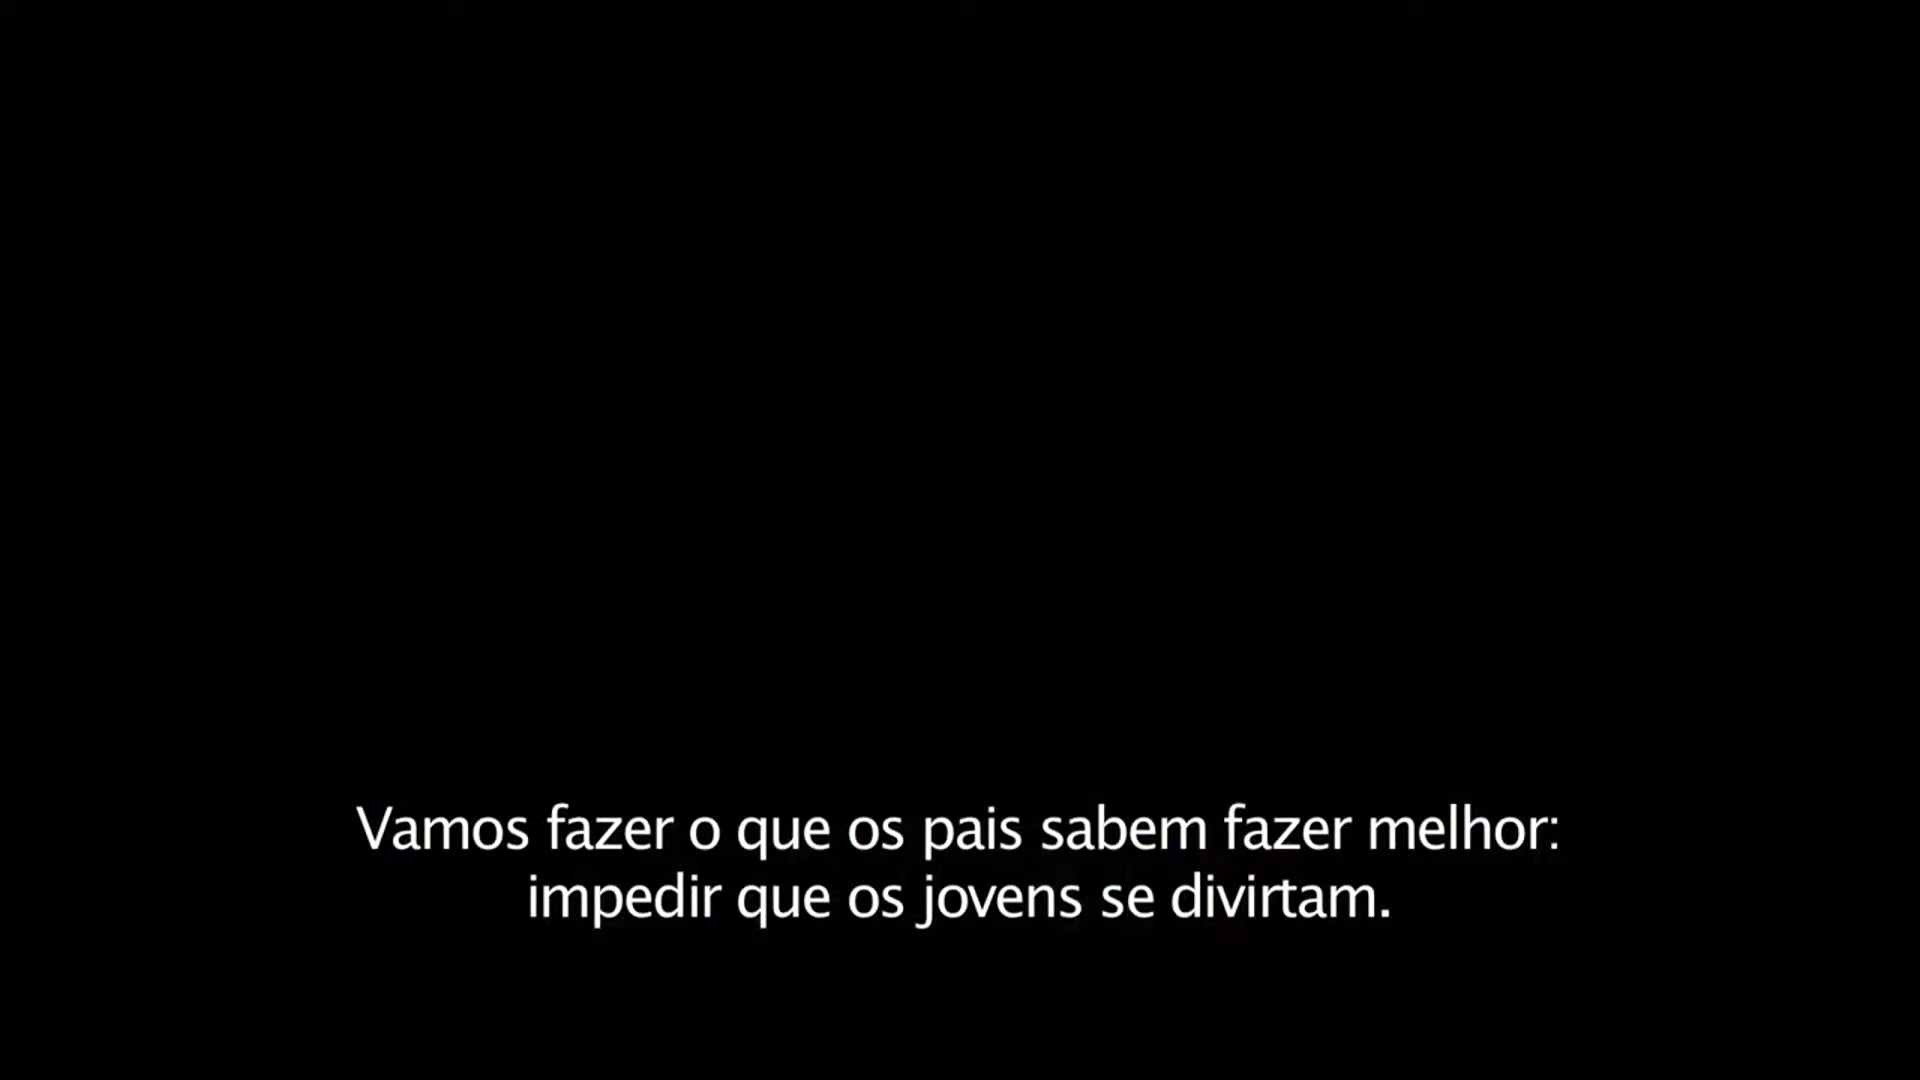 Vamos fazer o que os pais sabem fazer melhor:
impedir que os jovens se divirtam.